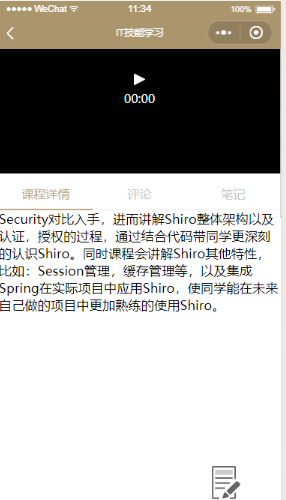 ●●●●● WeChat 11:34 100%
IT技能学习
00:00
课程详情 评论 笔记
Security对比入手，进而讲解Shiro整体架构以及
认证，授权的过程，通过结合代码带同学更深刻
的认识Shiro。同时课程会讲解Shiro其他特性，
比如：Session管理，缓存管理等，以及集成
Spring在实际项目中应用Shiro，使同学能在未来
自己做的项目中更加熟练的使用Shiro。